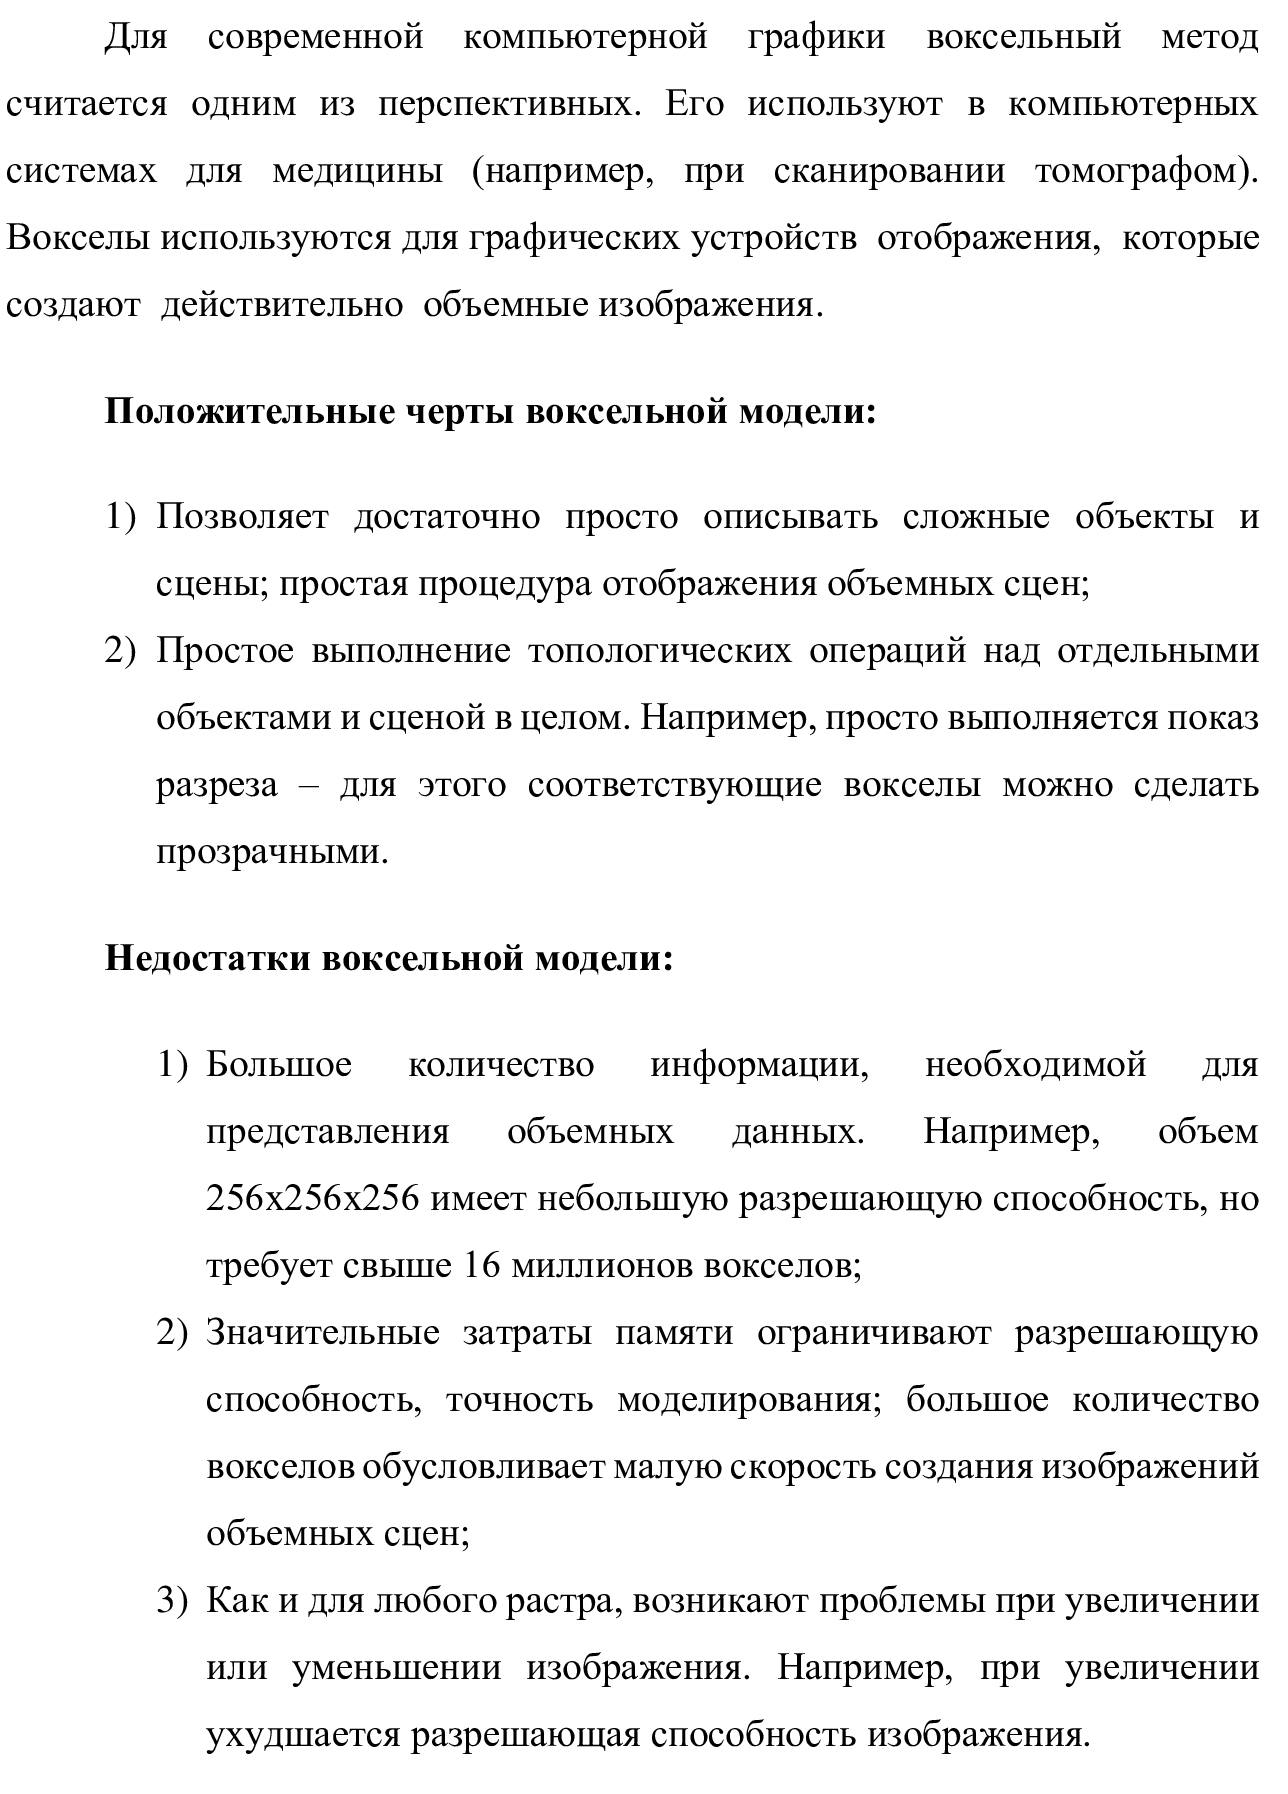 Для современной компьютерной графики воксельный метод
считается одним из перспективных. Его используют в компьютерных
системах для медицины (например, при сканировании томографом).
Вокселы используются для графических устройств отображения, которые
создают действительно объемные изображения.
Положительные черты воксельной модели:
1) Позволяет достаточно просто описывать сложные объекты и
сцены; простая процедура отображения объемных сцен;
2) Простое выполнение топологических операций над отдельными
объектами и сценой в целом. Например, просто выполняется показ
разреза – для этого соответствующие вокселы можно сделать
прозрачными.
Недостатки воксельной модели:
1) Большое количество информации, необходимой для
представления объемных данных. Например, объем
256х256х256 имеет небольшую разрешающую способность, но
требует свыше 16 миллионов вокселов;
2) Значительные затраты памяти ограничивают разрешающую
способность, точность моделирования; большое количество
вокселов обусловливает малую скорость создания изображений
объемных сцен;
3) Как и для любого растра, возникают проблемы при увеличении
или уменьшении изображения. Например, при увеличении
ухудшается разрешающая способность изображения.